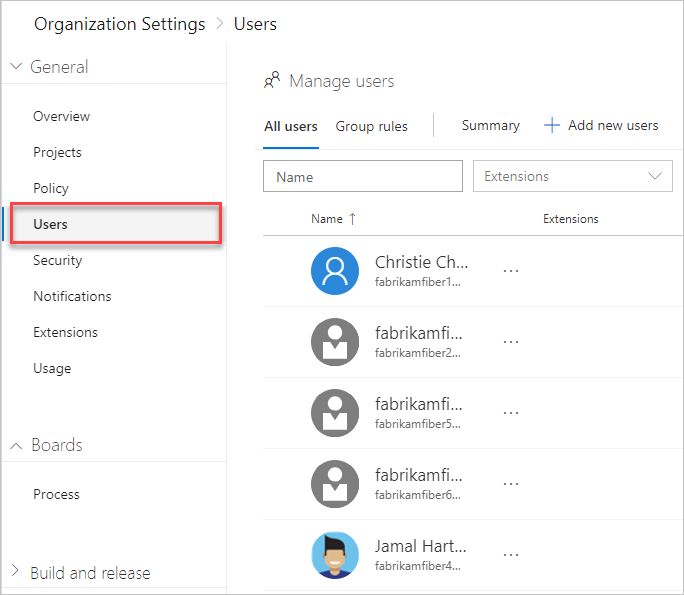 Organization Settings > Users
General
Overview
Projects
Policy
Users
Security
Notifications
Extensions
Usage
Boards
Process
Build and release
Manage users
All users Group rules Summary + Add new users
Name Extensions
Name ↑ Extensions
Christie Ch... ...
fabrikamfiber1...
fabrikamfi... ...
fabrikamfiber2...
fabrikamfi... ...
fabrikamfiber5...
fabrikamfi... ...
fabrikamfiber6...
Jamal Hart... ...
fabrikamfiber4...